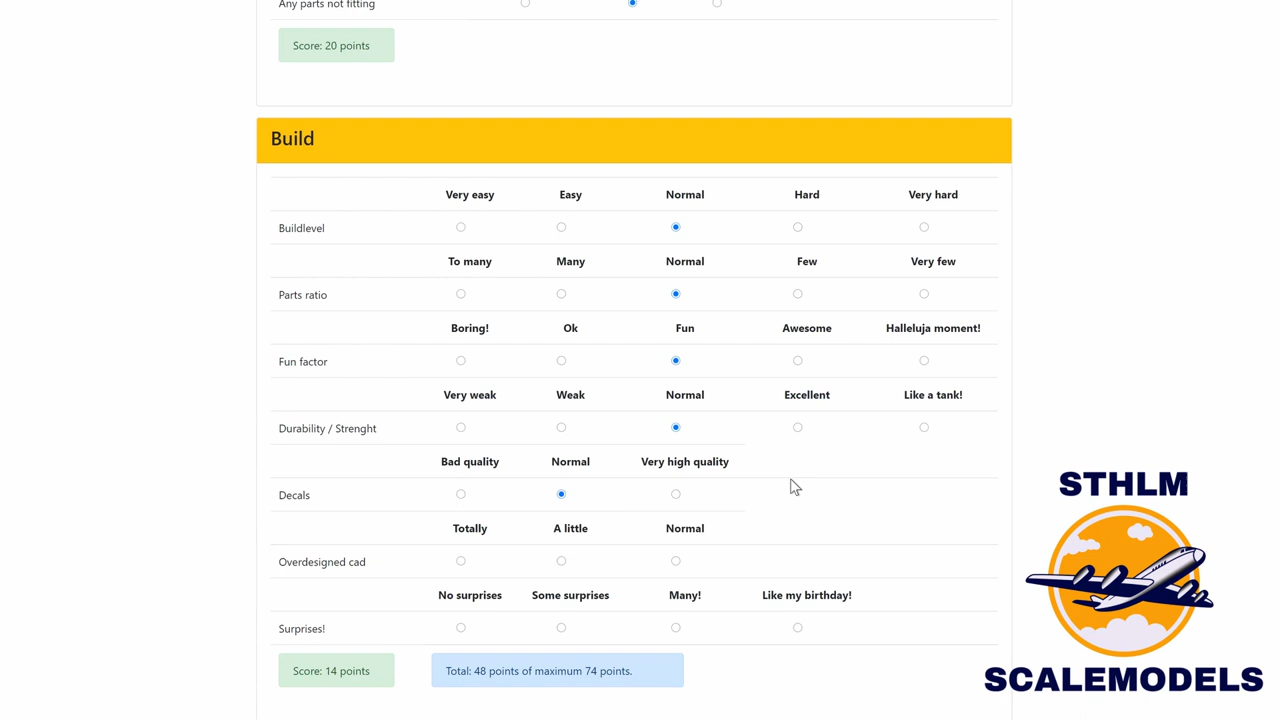 Any parts not fitting
Score: 20 points
Build
Very easy Easy Normal Hard Very hard
Buildlevel
To many Many Normal Few Very few
Parts ratio
Boring! Ok Fun Awesome Halleluja moment!
Fun factor
Very weak Weak Normal Excellent Like a tank!
Durability / Strenght
Bad quality Normal Very high quality
Decals
Totally A little Normal
Overdesigned cad
No surprises Some surprises Many! Like my birthday!
Surprises!
Score: 14 points Total: 48 points of maximum 74 points.
STHLM
SCALEMODELS